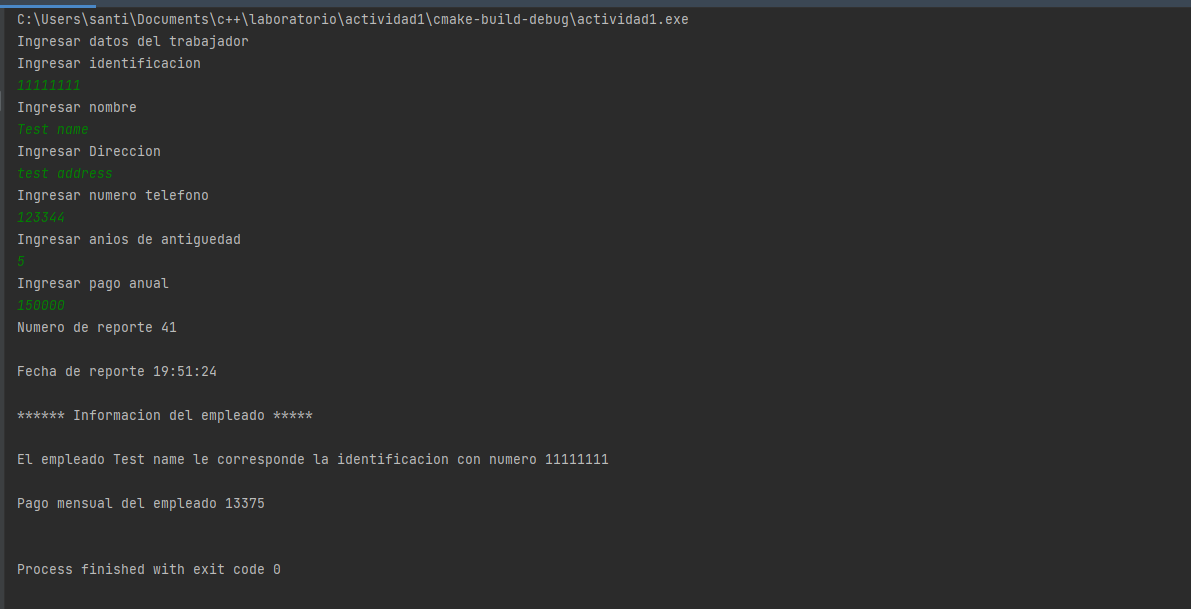 C:\Users\santi\Documents\c++\laboratorio\actividad1\cmake-build-debug\actividad1.exe
Ingresar datos del trabajador
Ingresar identificacion
11111111
Ingresar nombre
Test name
Ingresar Direccion
test address
Ingresar numero telefono
123344
Ingresar anios de antiguedad
5
Ingresar pago anual
150000
Numero de reporte 41
Fecha de reporte 19:51:24
****** Informacion del empleado *****
El empleado Test name le corresponde la identificacion con numero 11111111
Pago mensual del empleado 13375
Process finished with exit code 0